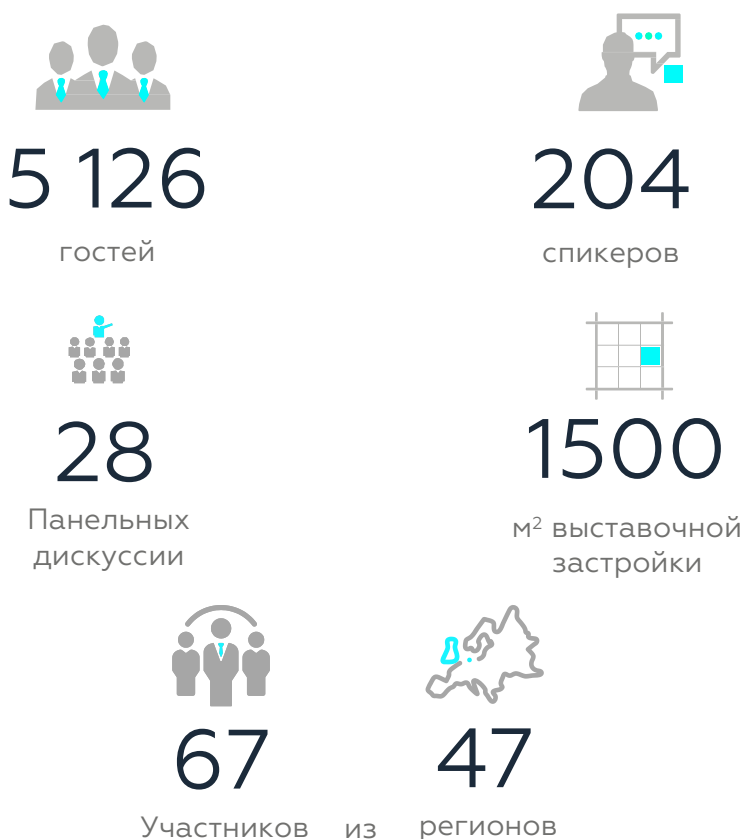 5 126
204
гостей
спикеров
28
1500
Панельных
дискуссии
м² выставочной
застройки
67
47
Участников из регионов